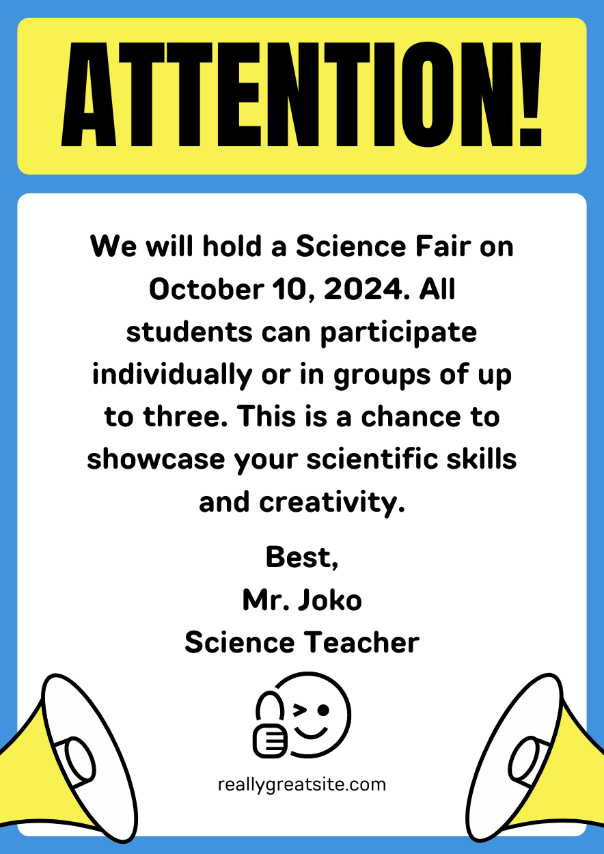 ATTENTION!
We will hold a Science Fair on
October 10, 2024. All
students can participate
individually or in groups of up
to three. This is a chance to
showcase your scientific skills
and creativity.
Best,
Mr. Joko
Science Teacher
reallygreatsite.com